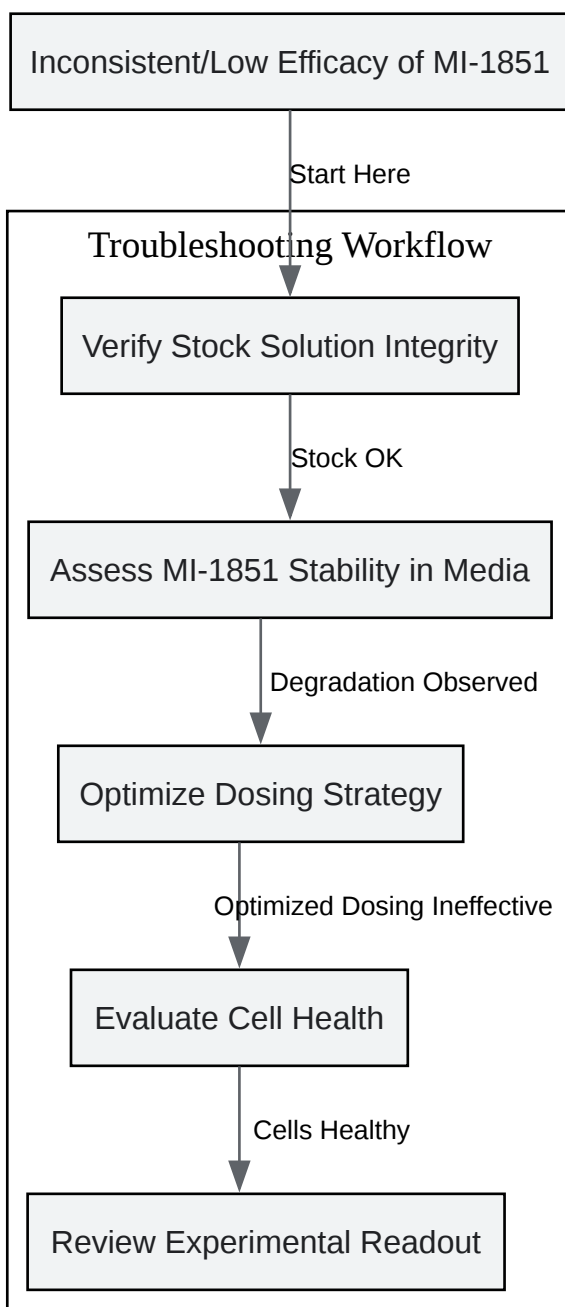 Inconsistent/Low Efficacy of MI-1851
Start Here
Troubleshooting Workflow
Verify Stock Solution Integrity
Stock OK
Assess MI-1851 Stability in Media
Degradation Observed
Optimize Dosing Strategy
Optimized Dosing Ineffective
Evaluate Cell Health
Cells Healthy
Review Experimental Readout